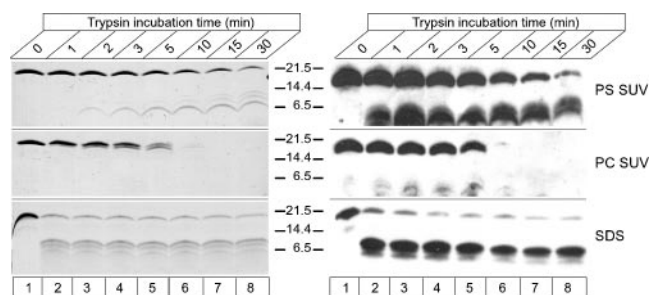 Trypsin incubation time (min) Trypsin incubation time (min)
0 1 2 3 5 10 15 30 0 1 2 3 5 10 15 30
–21.5–
–14.4–
–6.5–
PS SUV
–21.5–
–14.4–
–6.5–
PC SUV
–21.5–
–14.4–
–6.5–
SDS
1 2 3 4 5 6 7 8 1 2 3 4 5 6 7 8